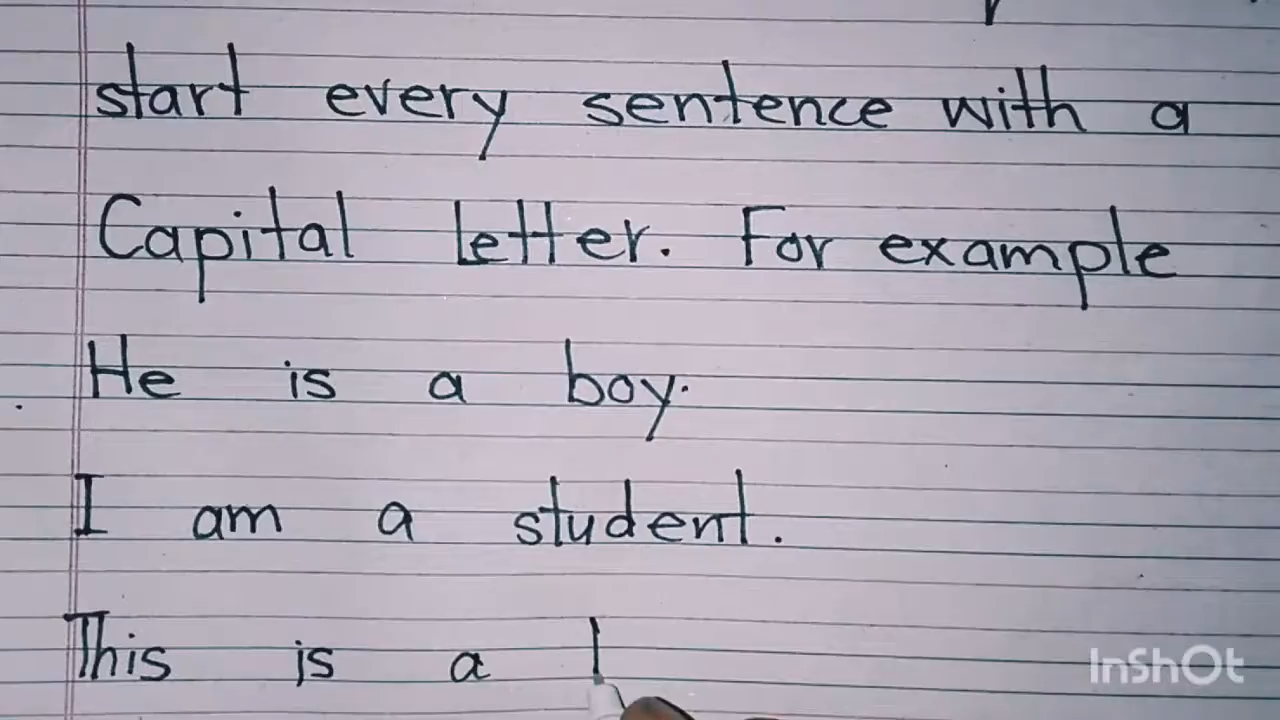 start every sentence with a
Capital letter. For example
He is a boy.
I am a student.
This is a
InShOt